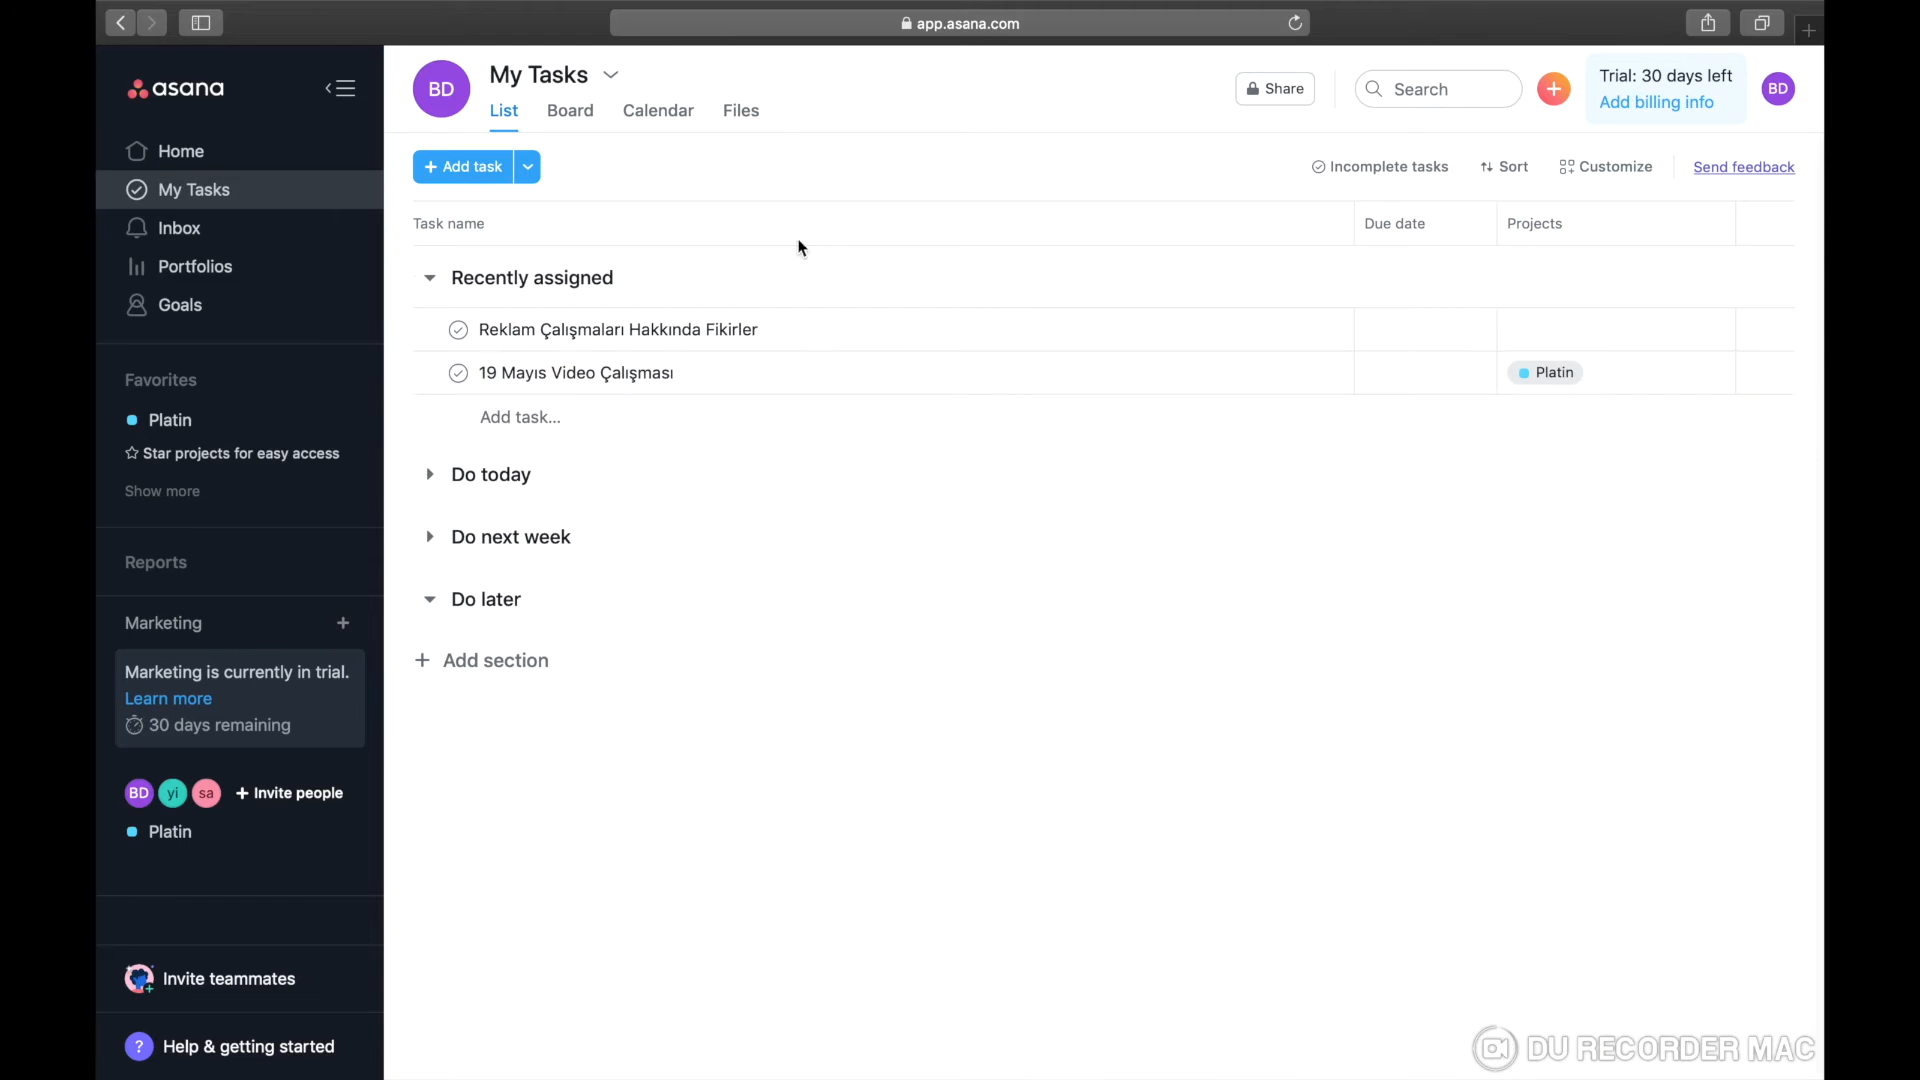 app.asana.com
asana
Home
My Tasks
Inbox
Portfolios
Goals
Favorites
Platin
Star projects for easy access
Show more
Reports
Marketing
Marketing is currently in trial.
Learn more
30 days remaining
BD yi sa + Invite people
Platin
Invite teammates
? Help & getting started
BD
My Tasks
List Board Calendar Files
Share
Search
Trial: 30 days left
Add billing info
BD
+ Add task
Incomplete tasks
Sort
Customize
Send feedback
Task name Due date Projects
Recently assigned
Reklam Çalışmaları Hakkında Fikirler
19 Mayıs Video Çalışması Platin
Add task...
Do today
Do next week
Do later
+ Add section
DU RECORDER MAC